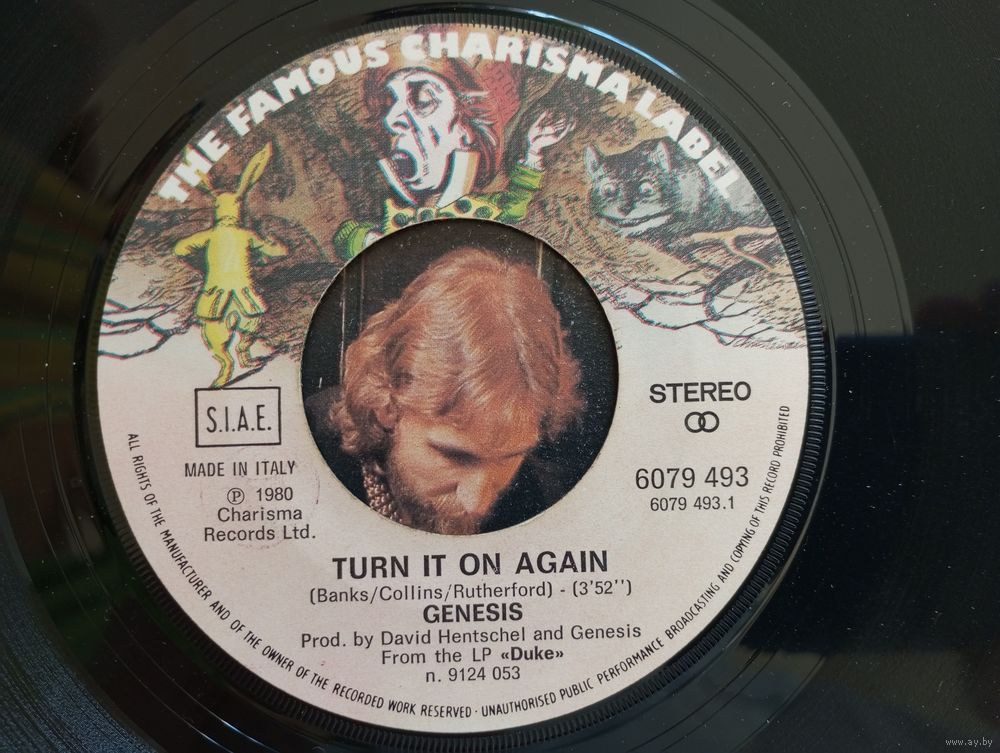 THE FAMOUS CHARISMA LABEL
S.I.A.E.
MADE IN ITALY
℗ 1980
Charisma
Records Ltd.
STEREO
6079 493
6079 493.1
TURN IT ON AGAIN
(Banks/Collins/Rutherford) - (3'52'')
GENESIS
Prod. by David Hentschel and Genesis
From the LP «Duke»
n. 9124 053
ALL RIGHTS OF THE MANUFACTURER AND OF THE OWNER OF THE RECORDED WORK RESERVED · UNAUTHORISED PUBLIC PERFORMANCE BROADCASTING AND COPYING OF THIS RECORD PROHIBITED
www.ay.by